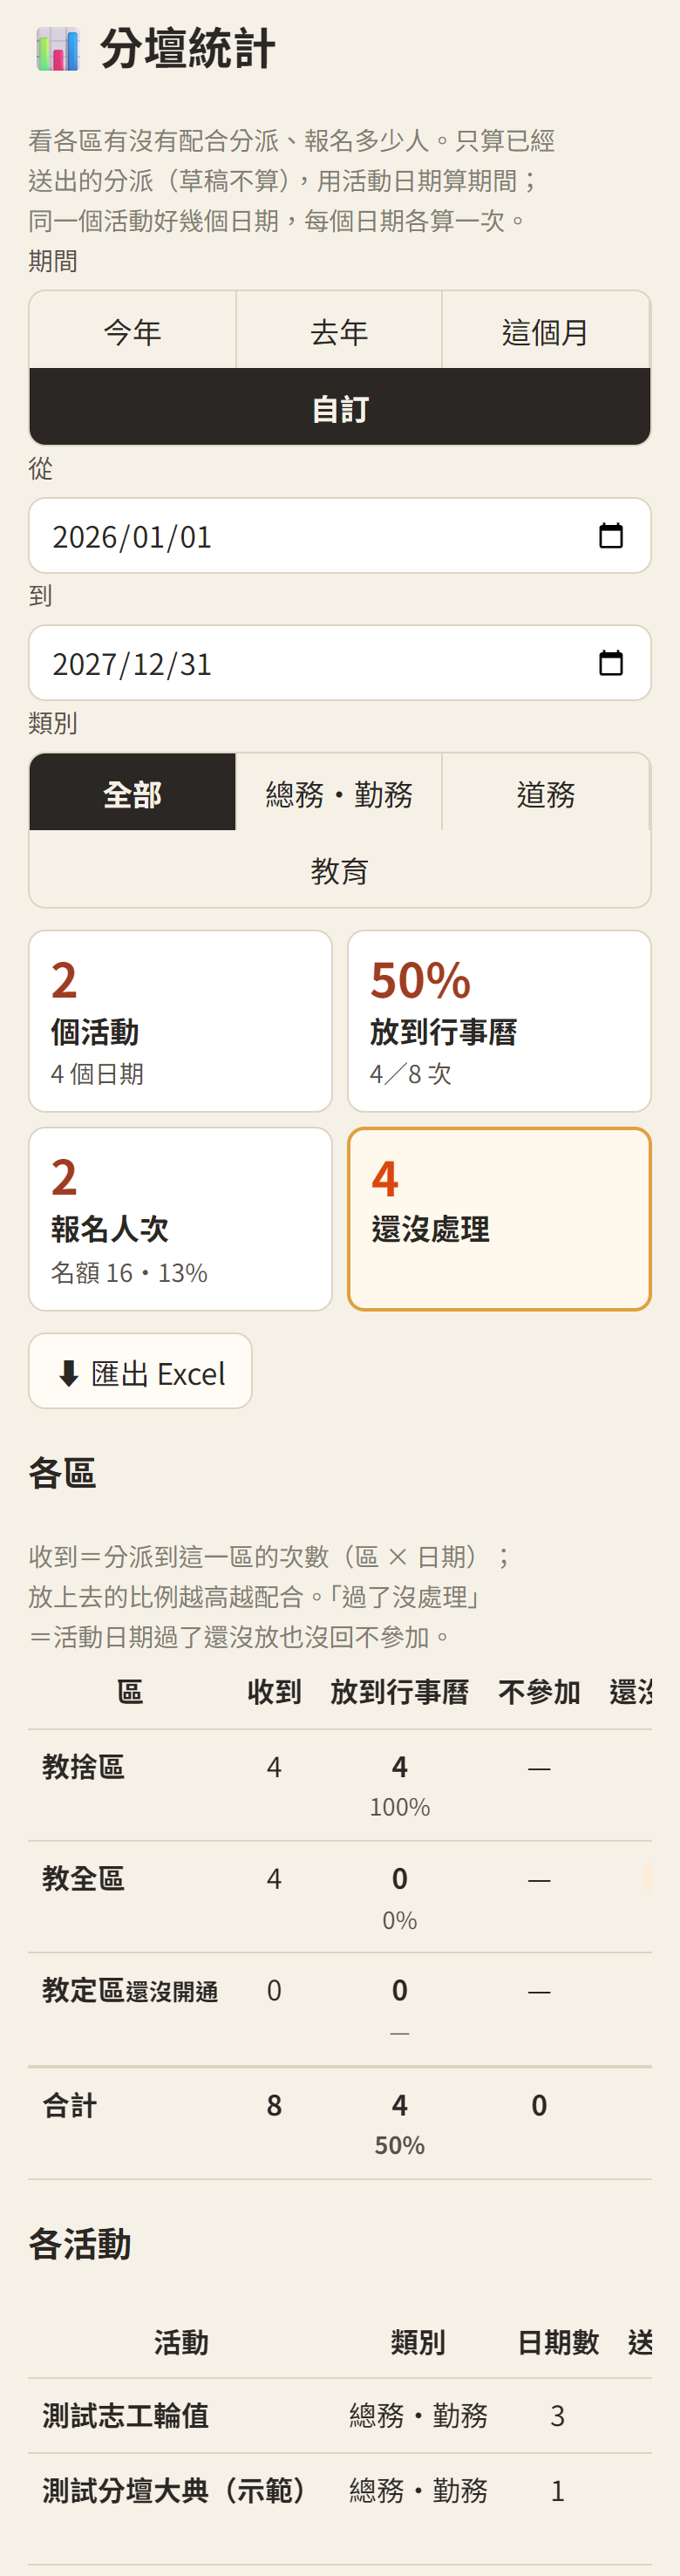 分壇統計
看各區有沒有配合分派、報名多少人。只算已經
送出的分派（草稿不算），用活動日期算期間；
同一個活動好幾個日期，每個日期各算一次。
期間
今年 去年 這個月
自訂
從
2026/01/01
到
2027/12/31
類別
全部 總務・勤務 道務
教育
2 50%
個活動 放到行事曆
4 個日期 4／8 次
2 4
報名人次 還沒處理
名額 16・13%
⬇ 匯出 Excel
各區
收到＝分派到這一區的次數（區 × 日期）；
放上去的比例越高越配合。「過了沒處理」
＝活動日期過了還沒放也沒回不參加。
區 收到 放到行事曆 不參加 還
教捨區 4 4 —
100%
教全區 4 0 —
0%
教定區還沒開通 0 0 —
—
合計 8 4 0
50%
各活動
活動 類別 日期數 送
測試志工輪值 總務・勤務 3
測試分壇大典（示範） 總務・勤務 1